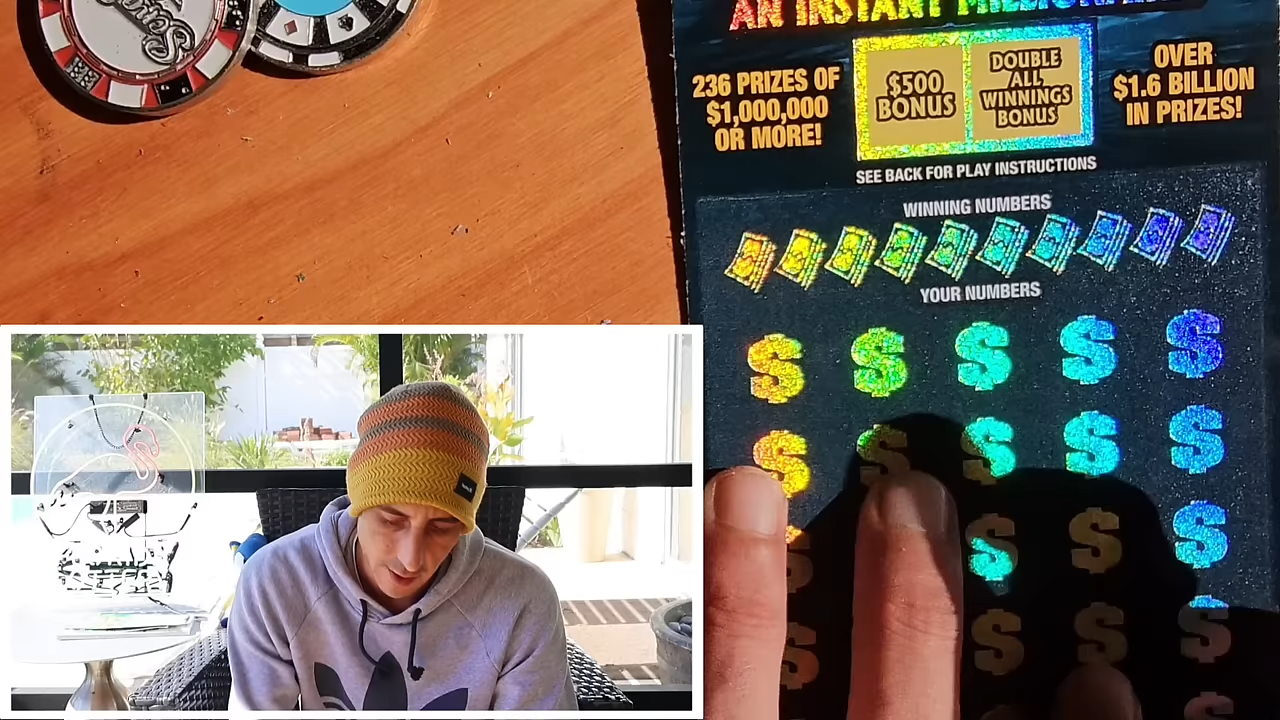 AN INSTANT
236 PRIZES OF
$1,000,000
OR MORE!
$500
BONUS
DOUBLE
ALL
WINNINGS
BONUS
OVER
$1.6 BILLION
IN PRIZES!
SEE BACK FOR PLAY INSTRUCTIONS
WINNING NUMBERS
YOUR NUMBERS